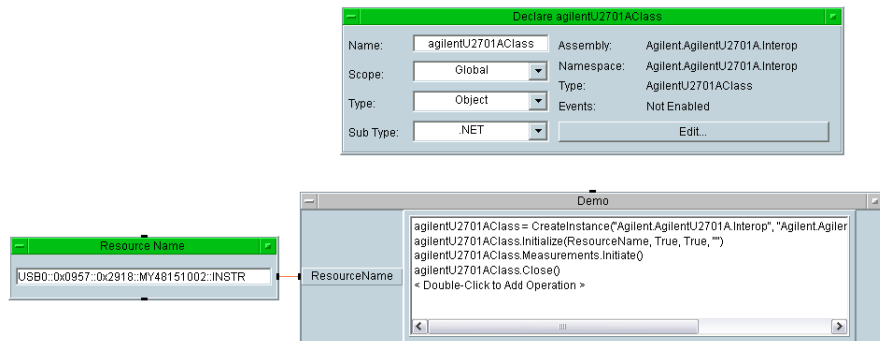 Declare agilentU2701AClass
Name: agilentU2701AClass Assembly: Agilent.AgilentU2701A.Interop
Scope: Global Namespace: Agilent.AgilentU2701A.Interop
Type: AgilentU2701AClass
Type: Object Events: Not Enabled
Sub Type: .NET Edit...
Demo
agilentU2701AClass = CreateInstance("Agilent.AgilentU2701A.Interop", "Agilent.Agiler
agilentU2701AClass.Initialize(ResourceName, True, True, "")
agilentU2701AClass.Measurements.Initiate()
agilentU2701AClass.Close()
« Double-Click to Add Operation »
Resource Name
USB0::0x0957::0x2918::MY48151002::INSTR
ResourceName